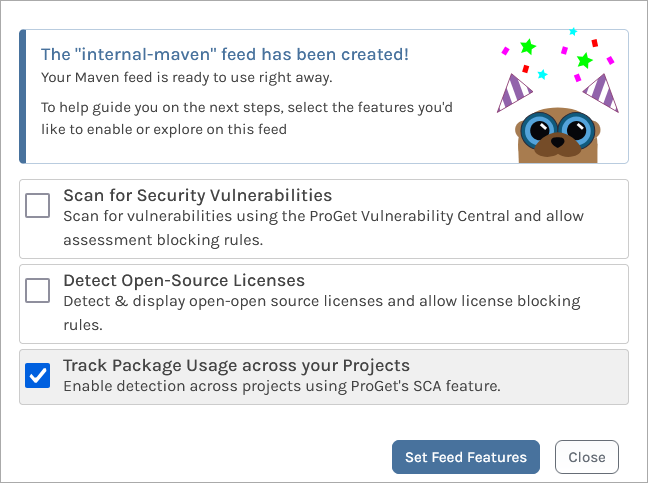 The "internal-maven" feed has been created!
Your Maven feed is ready to use right away.
To help guide you on the next steps, select the features you'd
like to enable or explore on this feed
Scan for Security Vulnerabilities
Scan for vulnerabilities using the ProGet Vulnerability Central and allow
assessment blocking rules.
Detect Open-Source Licenses
Detect & display open-open source licenses and allow license blocking
rules.
Track Package Usage across your Projects
Enable detection across projects using ProGet's SCA feature.
Set Feed Features
Close